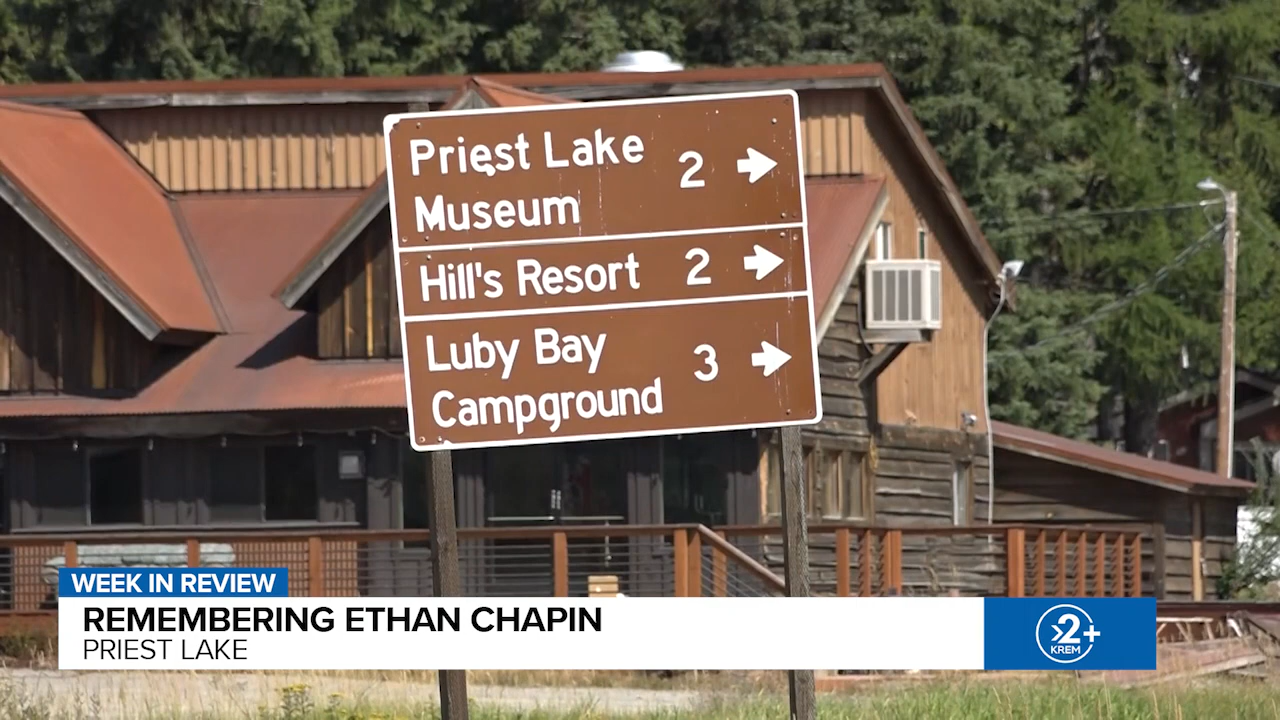 Priest Lake 2
Museum
Hill's Resort 2
Luby Bay 3
Campground
WEEK IN REVIEW
REMEMBERING ETHAN CHAPIN
PRIEST LAKE
2+
KREM